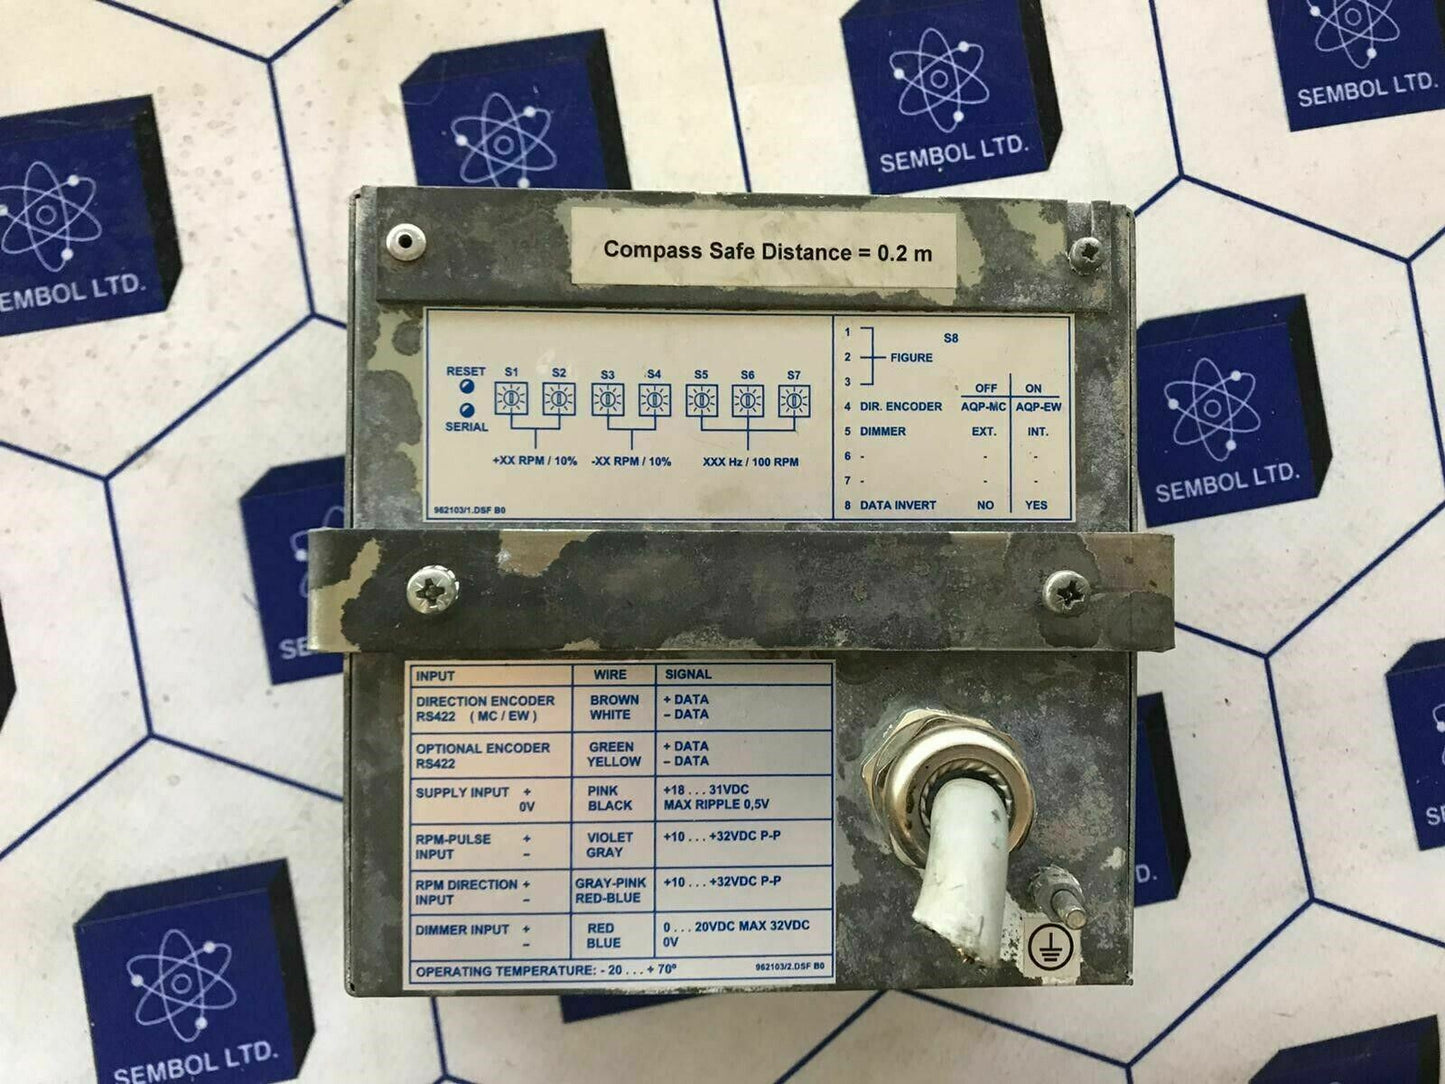 SEMBOL LTD.
SEMBOL LTD.
EMBOL LTD.
Compass Safe Distance = 0.2 m
RESET S1 S2 S3 S4 S5 S6 S7
SERIAL
+XX RPM / 10% -XX RPM / 10% XXX Hz / 100 RPM
962103/1.DSF B0
1 S8
2 FIGURE
3
OFF ON
4 DIR. ENCODER AQP-MC AQP-EW
5 DIMMER EXT. INT.
6 - - -
7 - - -
8 DATA INVERT NO YES
SEMBOL LTD.
SE
INPUT WIRE SIGNAL
DIRECTION ENCODER BROWN + DATA
RS422 ( MC / EW ) WHITE – DATA
OPTIONAL ENCODER GREEN + DATA
RS422 YELLOW – DATA
SUPPLY INPUT + PINK +18 . . . 31VDC
0V BLACK MAX RIPPLE 0,5V
RPM-PULSE + VIOLET +10 . . . +32VDC P-P
INPUT – GRAY
RPM DIRECTION + GRAY-PINK +10 . . . +32VDC P-P
INPUT – RED-BLUE
DIMMER INPUT + RED 0 . . . 20VDC MAX 32VDC
– BLUE 0V
OPERATING TEMPERATURE: - 20 . . . + 70º 962103/2.DSF B0
D.
SEMBOL LTD.